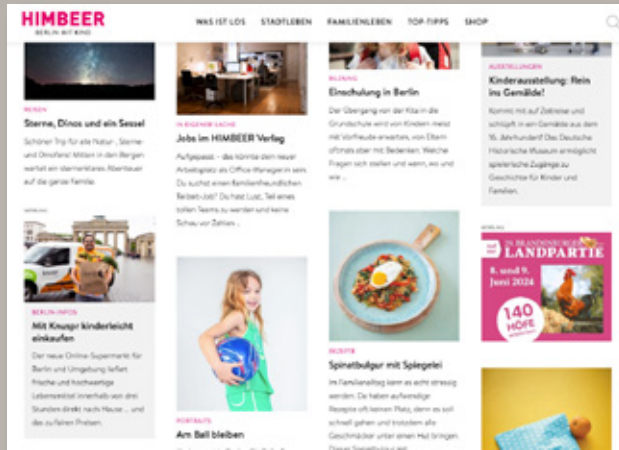 HIMBEER
BERLIN MIT KIND
WAS IST LOS
STADTLEBEN
FAMILIENLEBEN
TOP-TIPPS
SHOP
REISEN
Sterne, Dinos und ein Sessel
Schöner Trip für alle Natur-, Sterne-
und Dinofans! Mitten in den Bergen
wartet ein sternenklares Abenteuer
auf die ganze Familie.
BERLIN-INFOS
Mit Knuspr kinderleicht
einkaufen
Der neue Online-Supermarkt für
Berlin und Umgebung liefert
frische und hochwertige
Lebensmittel innerhalb von drei
Stunden direkt nach Hause ... und
das zu fairen Preisen.
IN EIGENER SACHE
Jobs im HIMBEER Verlag
Aufgepasst – das könnte dein neuer
Arbeitsplatz als Office Manager:in sein.
Du suchst einen familienfreundlichen
Teilzeit-Job? Du hast Lust, Teil eines
tollen Teams zu werden und keine
Scheu vor Zahlen ...
PORTRAITS
Am Ball bleiben
BILDUNG
Einschulung in Berlin
Der Übergang von der Kita in die
Grundschule wird von Kindern meist
mit Vorfreude erwartet, von Eltern
oftmals aber mit Bedenken. Welche
Fragen sich stellen und wann, wo und
wie ...
REZEPTE
Spinatbulgur mit Spiegelei
Im Familienalltag kann es echt stressig
werden. Da haben aufwendige
Rezepte oft keinen Platz, denn es soll
schnell gehen und trotzdem alle
Geschmäcker unter einen Hut bringen.
AUSSTELLUNGEN
Kinderausstellung: Rein
ins Gemälde!
Kommt mit auf Zeitreise und
schlüpft in ein Gemälde aus dem
16. Jahrhundert! Das Deutsche
Historische Museum ermöglicht
spielerische Zugänge zu
Geschichte für Kinder und
Familien.
BRANDENBURGER
LANDPARTIE
8. und 9.
Juni 2024
140
HÖFE